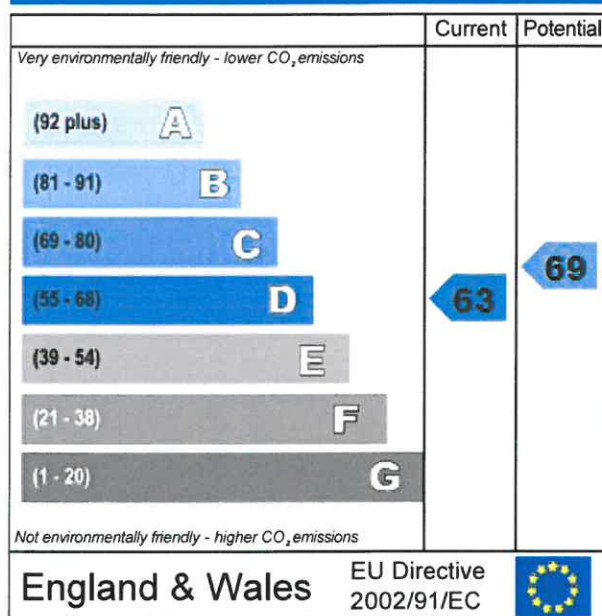 Current Potential
Very environmentally friendly - lower CO₂ emissions
(92 plus) A
(81 - 91) B
(69 - 80) C
(55 - 68) D
(39 - 54) E
(21 - 38) F
(1 - 20) G
63
69
Not environmentally friendly - higher CO₂ emissions
England & Wales
EU Directive
2002/91/EC